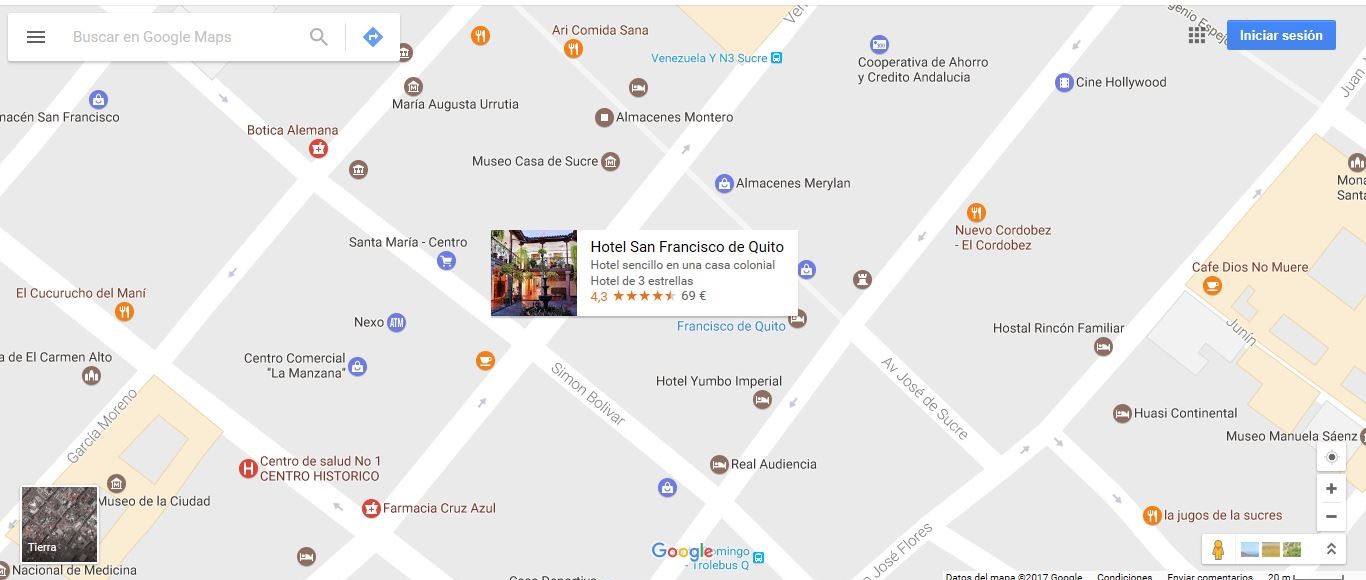 Buscar en Google Maps
Iniciar sesión
Ari Comida Sana
Venezuela Y N3 Sucre
Cooperativa de Ahorro
y Credito Andalucia
Cine Hollywood
María Augusta Urrutia
macén San Francisco
Almacenes Montero
Botica Alemana
Museo Casa de Sucre
Almacenes Merylan
Mona
Santa
Nuevo Cordobez
- El Cordobez
Santa María - Centro
Hotel San Francisco de Quito
Hotel sencillo en una casa colonial
Hotel de 3 estrellas
4,3 69 €
Francisco de Quito
Cafe Dios No Muere
El Cucurucho del Maní
Nexo
ATM
Hostal Rincón Familiar
Junín
a de El Carmen Alto
Centro Comercial
"La Manzana"
Simon Bolivar
Hotel Yumbo Imperial
Av José de Sucre
García Moreno
Huasi Continental
Museo Manuela Sáenz
Centro de salud No 1
CENTRO HISTORICO
Real Audiencia
Museo de la Ciudad
Farmacia Cruz Azul
la jugos de la sucres
Tierra
Google
omingo
- Trolebus Q
José Flores
Nacional de Medicina
Casa Deportiva
Datos del mapa ©2017 Google
Condiciones
Enviar comentarios
20 m